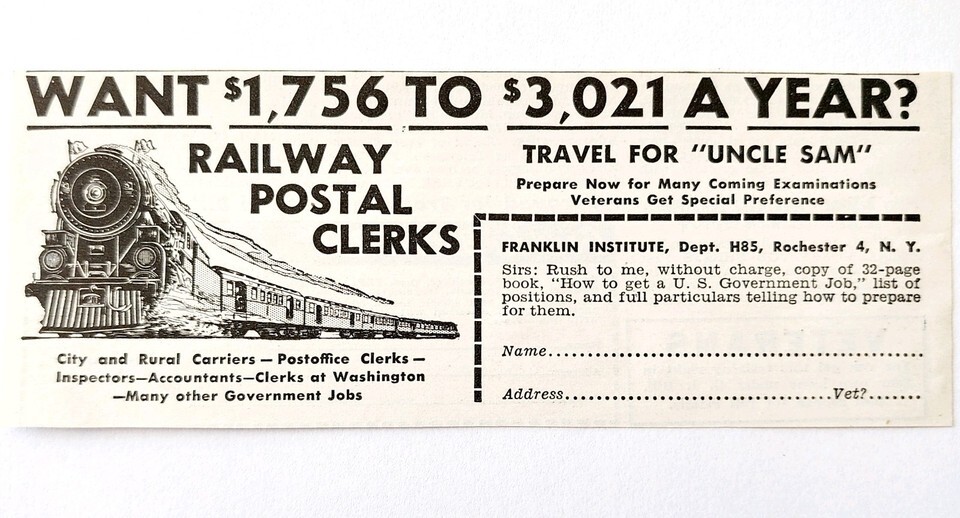 WANT $1,756 TO $3,021 A YEAR?
RAILWAY
POSTAL
CLERKS
City and Rural Carriers — Postoffice Clerks —
Inspectors—Accountants—Clerks at Washington
—Many other Government Jobs
TRAVEL FOR "UNCLE SAM"
Prepare Now for Many Coming Examinations
Veterans Get Special Preference
FRANKLIN INSTITUTE, Dept. H85, Rochester 4, N. Y.
Sirs: Rush to me, without charge, copy of 32-page
book, "How to get a U. S. Government Job," list of
positions, and full particulars telling how to prepare
for them.
Name..................................................
Address....................................Vet?.......